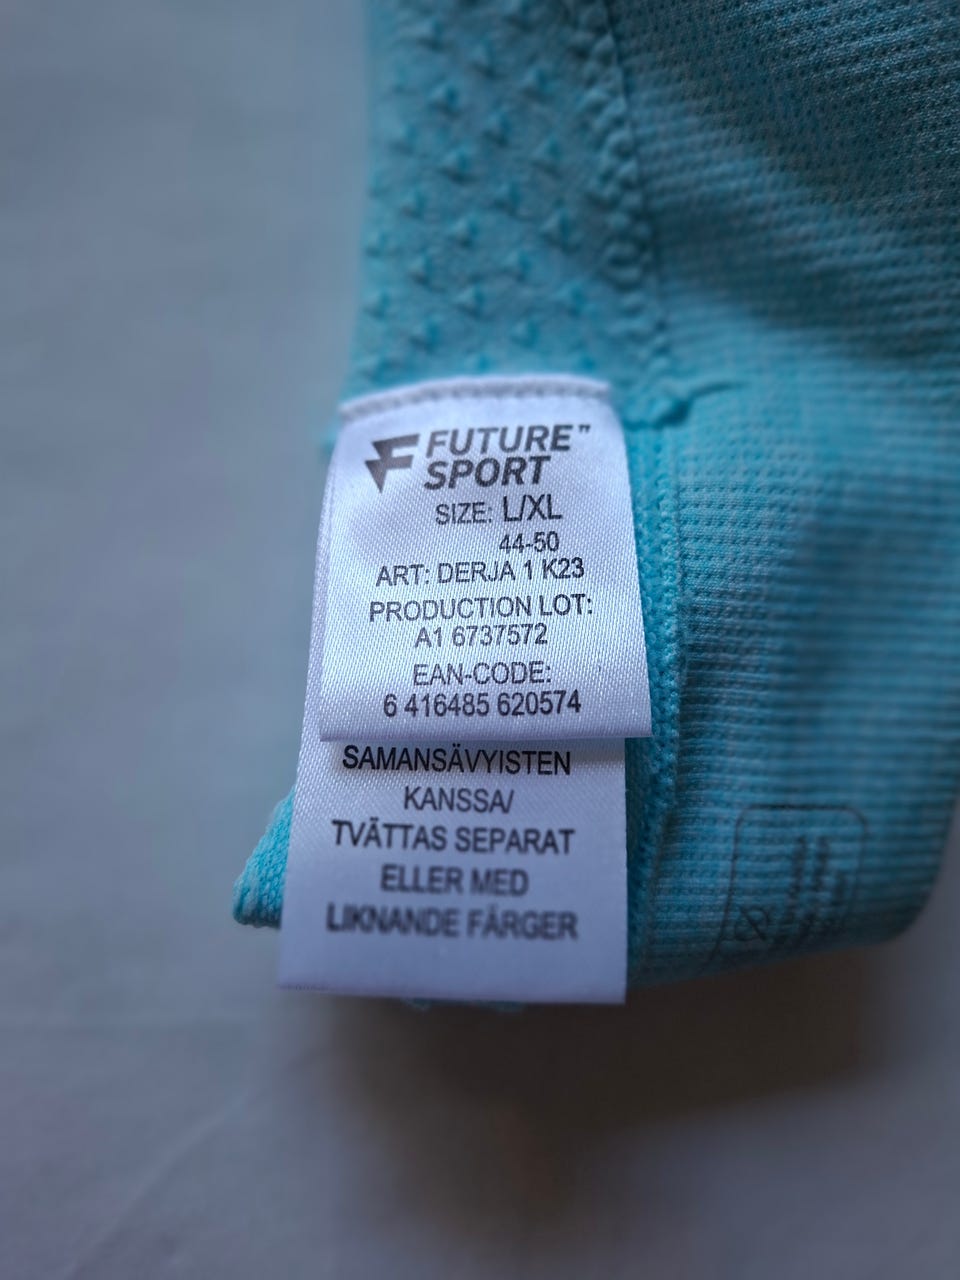 FUTURE"
SPORT
SIZE: L/XL
44-50
ART: DERJA 1 K23
PRODUCTION LOT:
A1 6737572
EAN-CODE:
6 416485 620574
SAMANSÄVYISTEN
KANSSA/
TVÄTTAS SEPARAT
ELLER MED
LIKNANDE FÄRGER